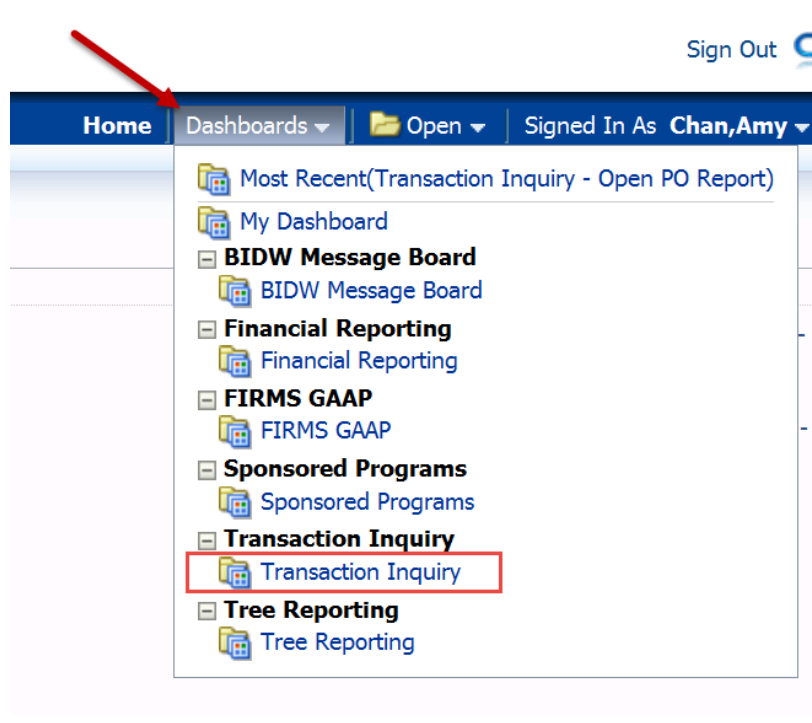 Sign Out
Home Dashboards Open Signed In As Chan,Amy
Most Recent(Transaction Inquiry - Open PO Report)
My Dashboard
BIDW Message Board
BIDW Message Board
Financial Reporting
Financial Reporting
FIRMS GAAP
FIRMS GAAP
Sponsored Programs
Sponsored Programs
Transaction Inquiry
Transaction Inquiry
Tree Reporting
Tree Reporting